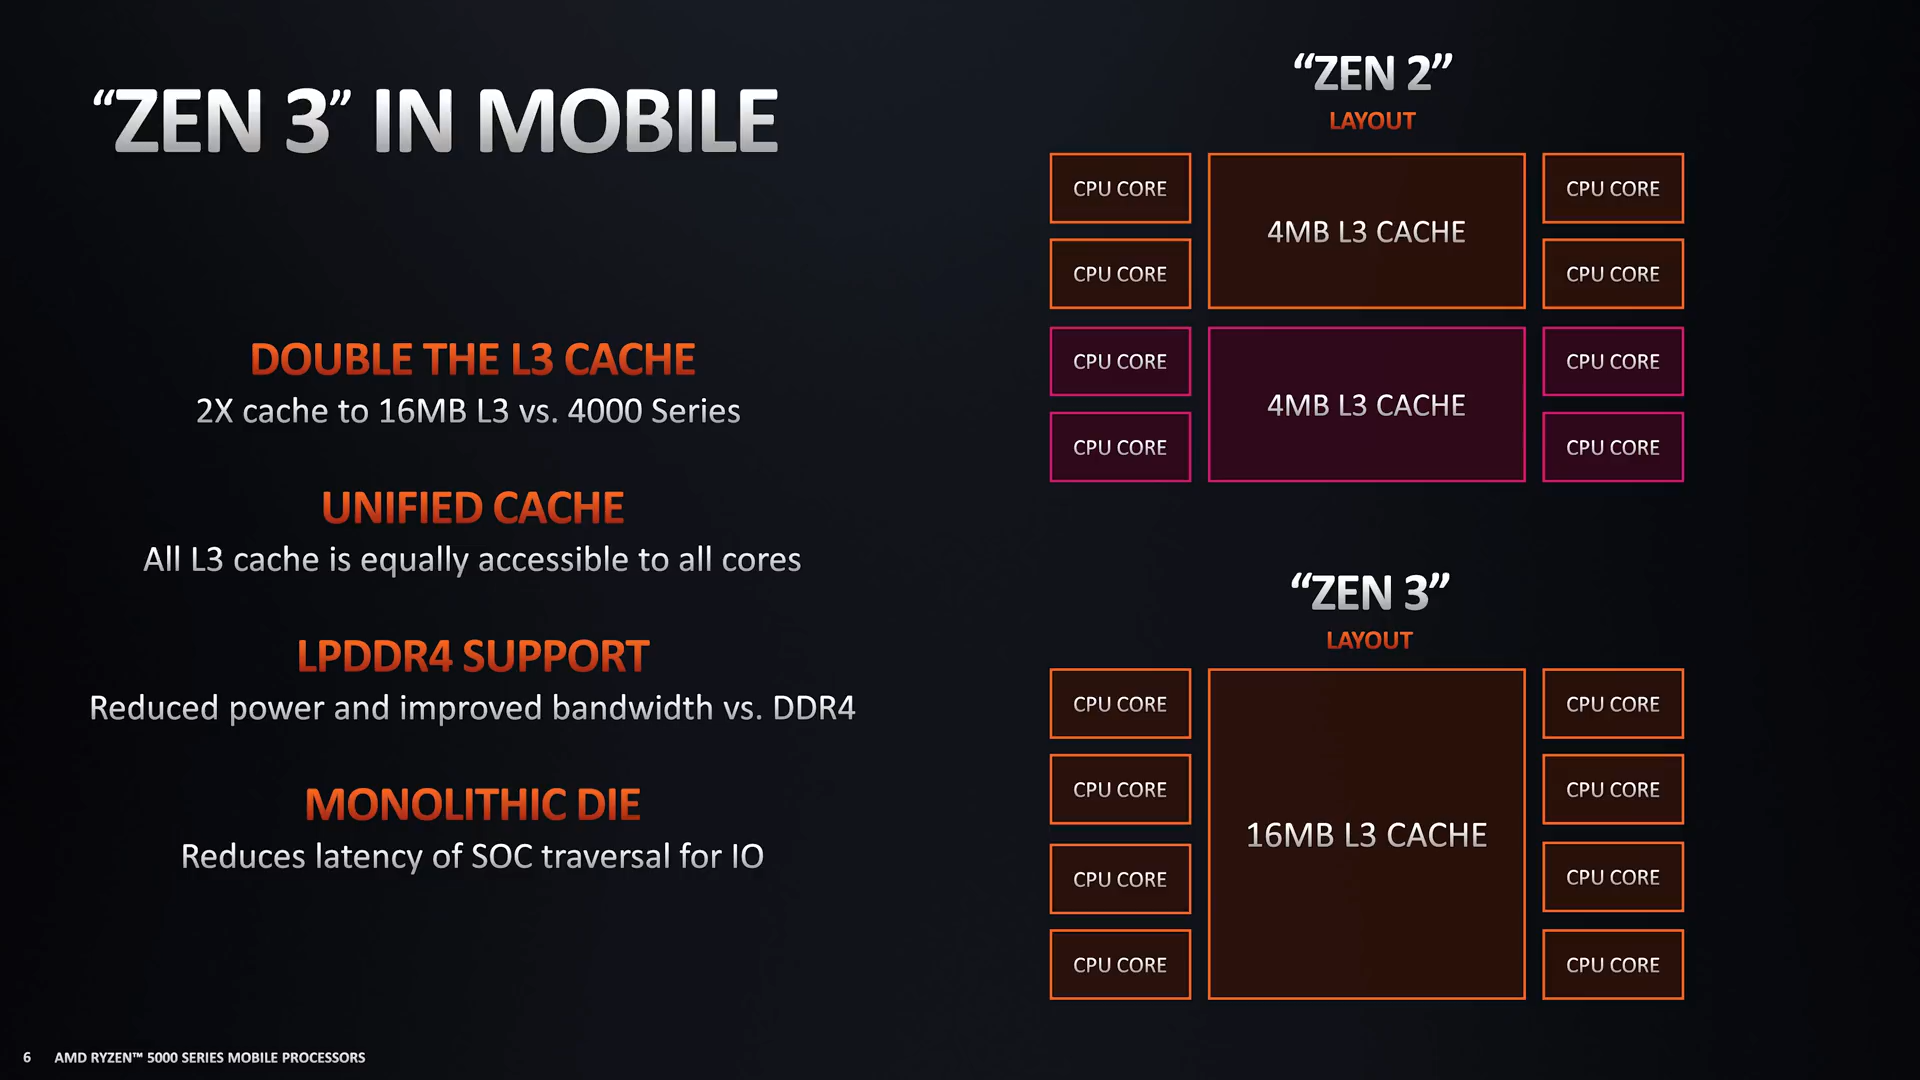 “ZEN 3” IN MOBILE
DOUBLE THE L3 CACHE
2X cache to 16MB L3 vs. 4000 Series
UNIFIED CACHE
All L3 cache is equally accessible to all cores
LPDDR4 SUPPORT
Reduced power and improved bandwidth vs. DDR4
MONOLITHIC DIE
Reduces latency of SOC traversal for IO
“ZEN 2”
LAYOUT
CPU CORE
4MB L3 CACHE
CPU CORE
CPU CORE
CPU CORE
CPU CORE
4MB L3 CACHE
CPU CORE
CPU CORE
CPU CORE
“ZEN 3”
LAYOUT
CPU CORE
CPU CORE
CPU CORE
CPU CORE
16MB L3 CACHE
CPU CORE
CPU CORE
CPU CORE
CPU CORE
6 AMD RYZEN™ 5000 SERIES MOBILE PROCESSORS